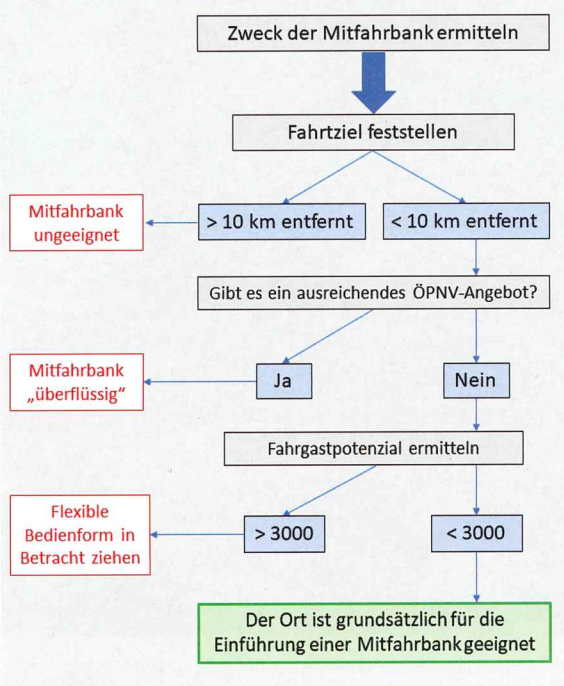 Zweck der Mitfahrbank ermitteln
Fahrtziel feststellen
Mitfahrbank
ungeeignet
> 10 km entfernt
< 10 km entfernt
Gibt es ein ausreichendes ÖPNV-Angebot?
Mitfahrbank
„überflüssig“
Ja
Nein
Fahrgastpotenzial ermitteln
Flexible
Bedienform in
Betracht ziehen
> 3000
< 3000
Der Ort ist grundsätzlich für die
Einführung einer Mitfahrbank geeignet